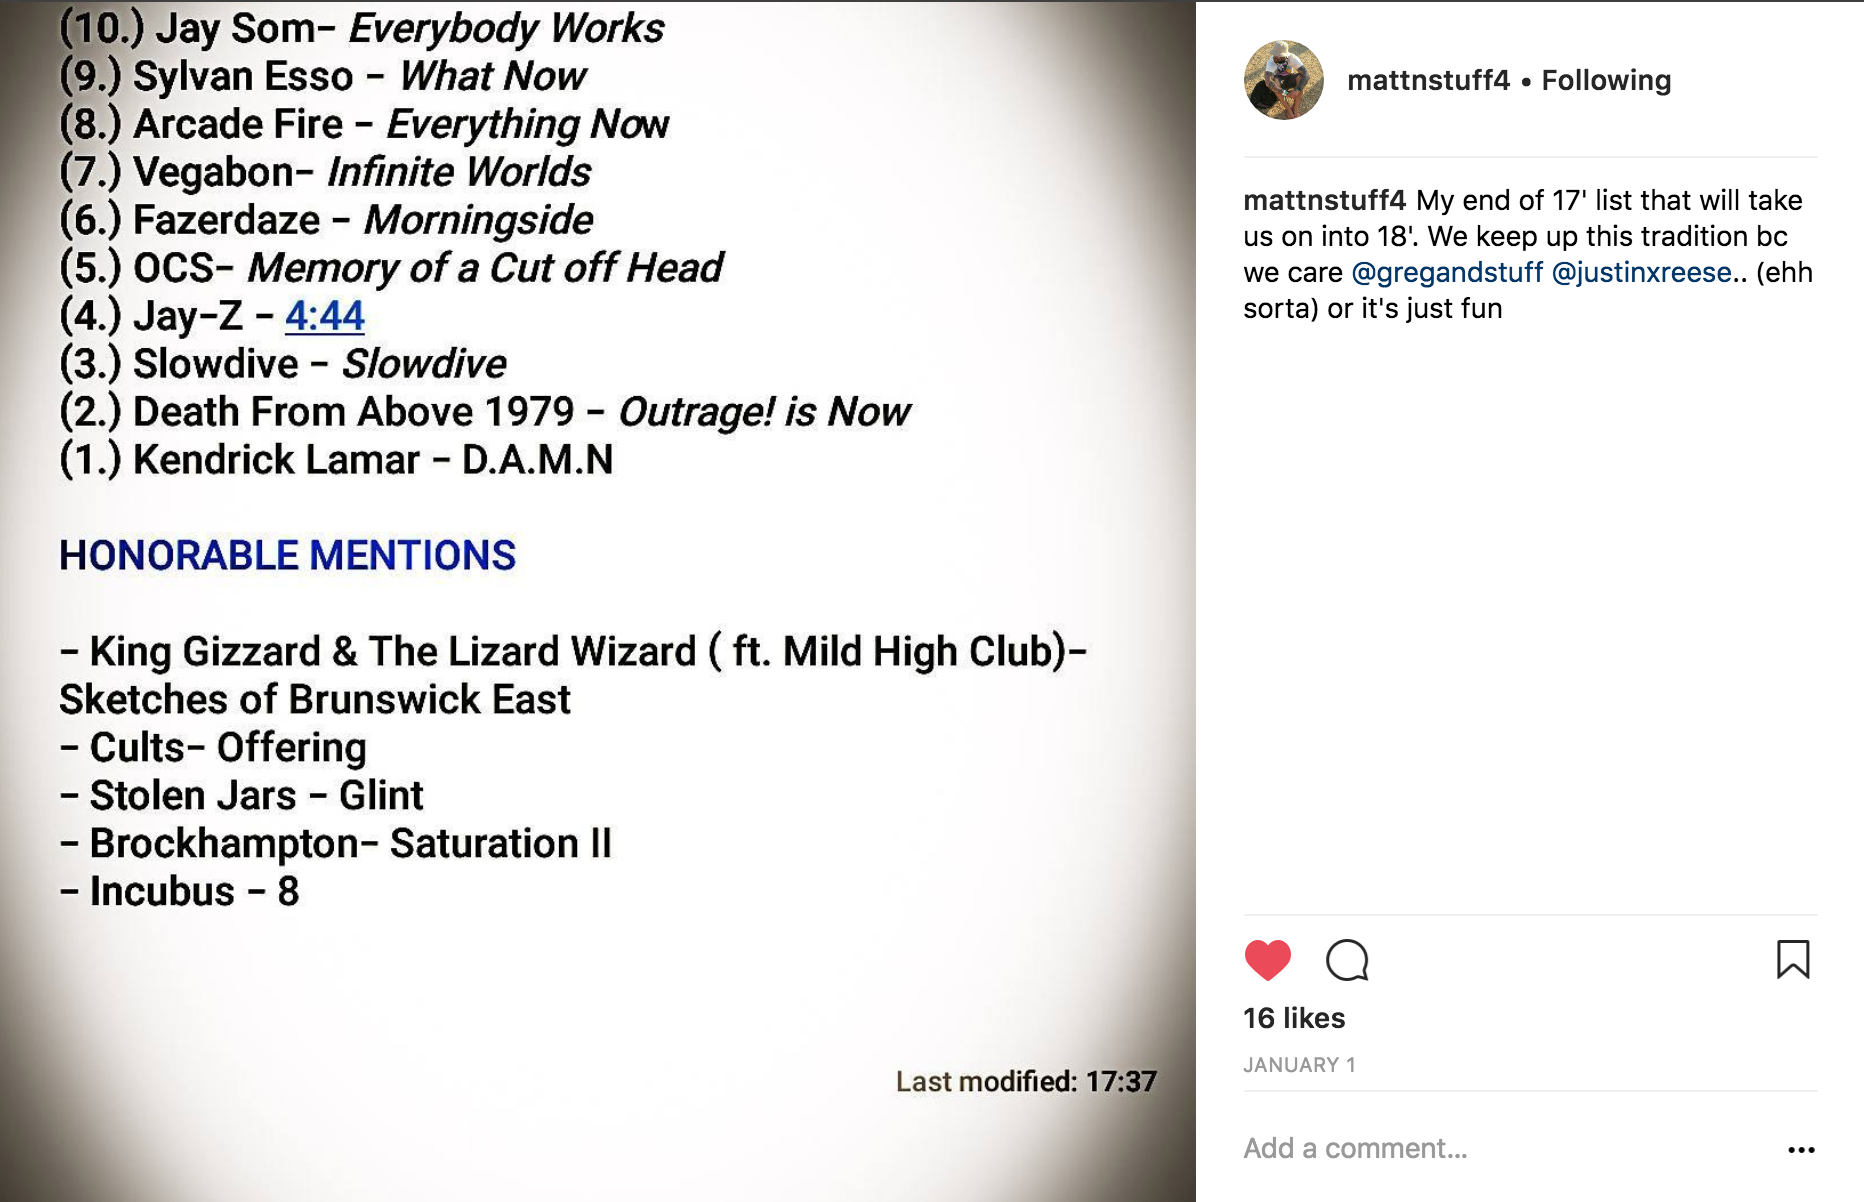 (10.) Jay Som– Everybody Works
(9.) Sylvan Esso – What Now
(8.) Arcade Fire – Everything Now
(7.) Vegabon– Infinite Worlds
(6.) Fazerdaze – Morningside
(5.) OCS– Memory of a Cut off Head
(4.) Jay–Z – 4:44
(3.) Slowdive – Slowdive
(2.) Death From Above 1979 – Outrage! is Now
(1.) Kendrick Lamar – D.A.M.N
HONORABLE MENTIONS
– King Gizzard & The Lizard Wizard ( ft. Mild High Club)–
Sketches of Brunswick East
– Cults– Offering
– Stolen Jars – Glint
– Brockhampton– Saturation II
– Incubus – 8
Last modified: 17:37
mattnstuff4 • Following
mattnstuff4 My end of 17' list that will take
us on into 18'. We keep up this tradition bc
we care @gregandstuff @justinxreese.. (ehh
sorta) or it's just fun
16 likes
JANUARY 1
Add a comment...